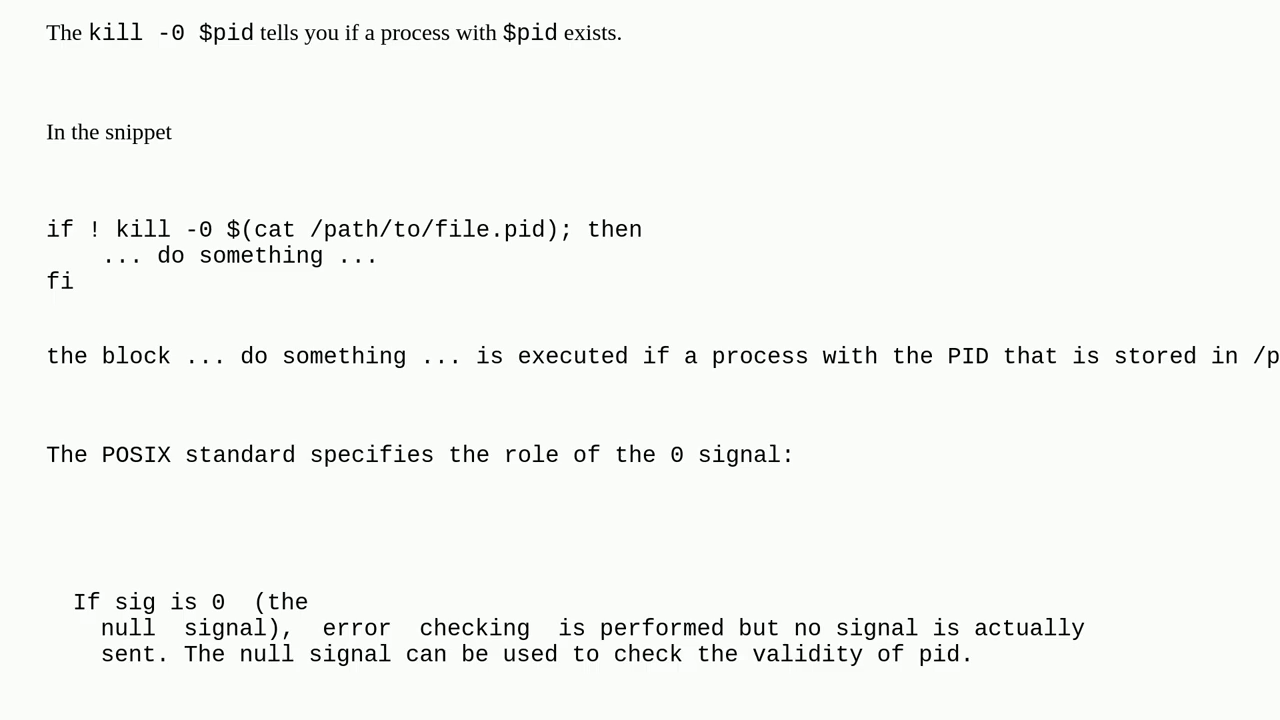 The kill -0 $pid tells you if a process with $pid exists.
In the snippet
if ! kill -0 $(cat /path/to/file.pid); then
    ... do something ...
fi
the block ... do something ... is executed if a process with the PID that is stored in /p
The POSIX standard specifies the role of the 0 signal:
If sig is 0  (the
  null  signal),  error  checking  is performed but no signal is actually
  sent. The null signal can be used to check the validity of pid.